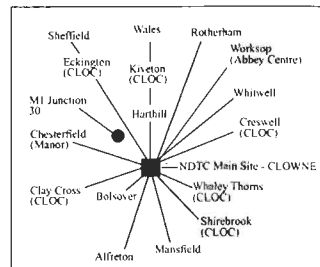 Sheffield
Wales
Rotherham
Eckington
(CLOC)
Kiveton
(CLOC)
Worksop
(Abbey Centre)
M1 Junction
30
Harthill
Whitwell
Chesterfield
(Manor)
Creswell
(CLOC)
NDTC Main Site - CLOWNE
Clay Cross
(CLOC)
Bolsover
Whaley Thorns
(CLOC)
Shirebrook
(CLOC)
Alfreton
Mansfield